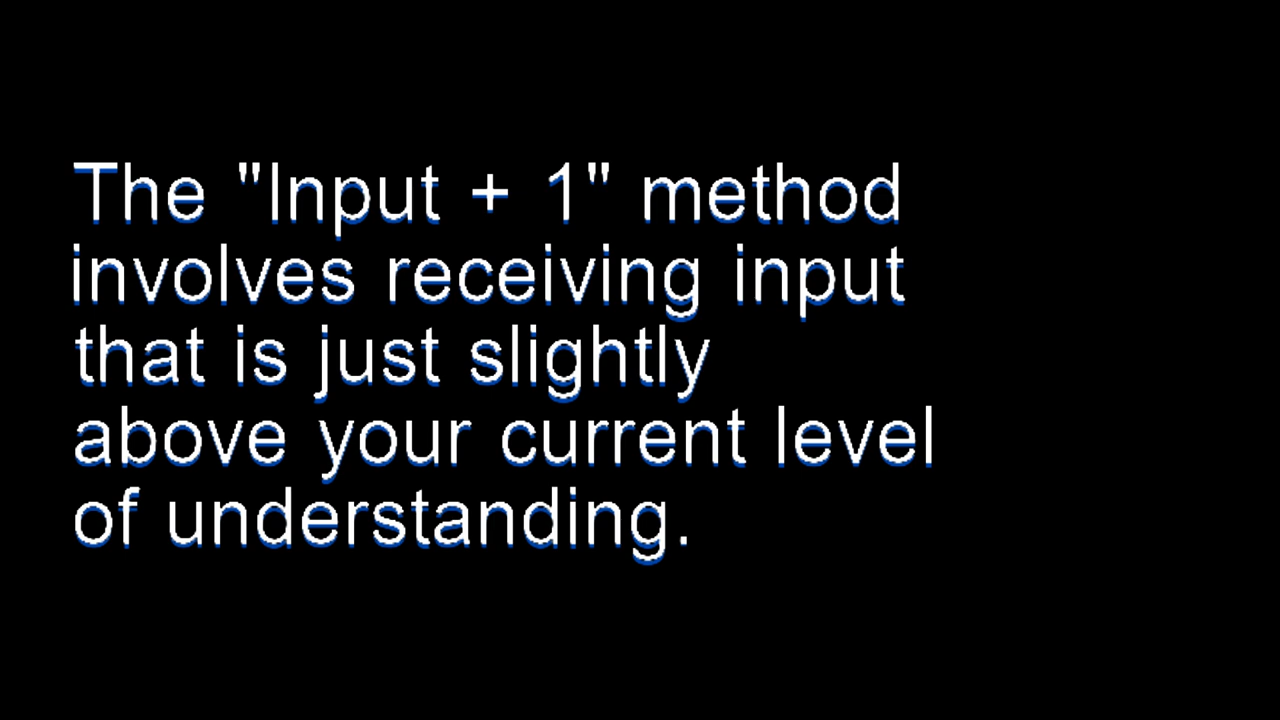 The "Input + 1" method
involves receiving input
that is just slightly
above your current level
of understanding.